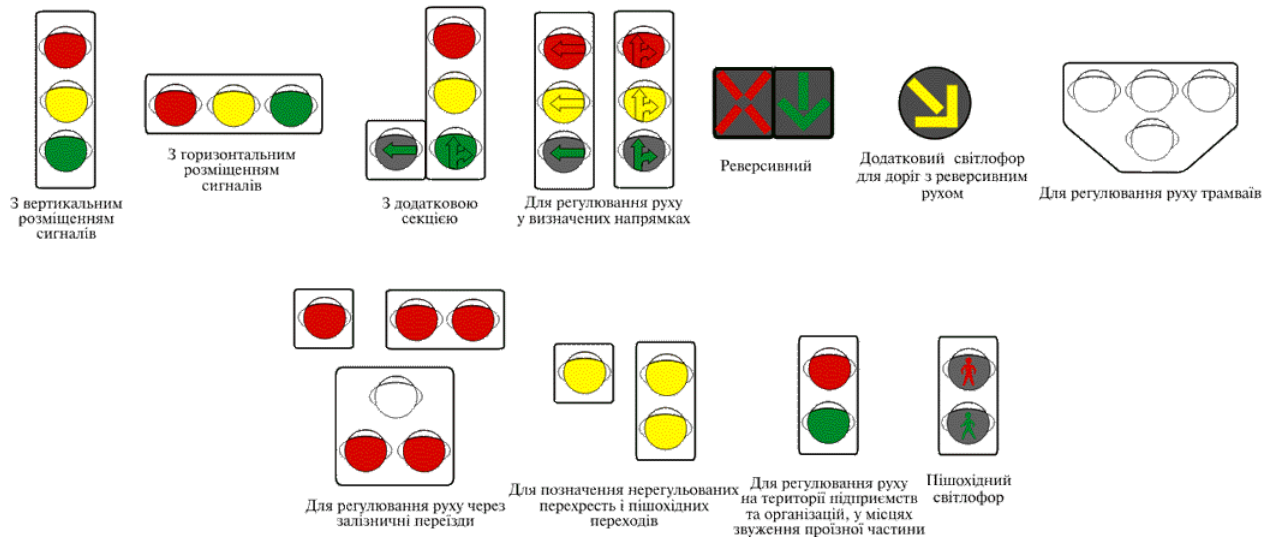 З вертикальним
розміщенням
сигналів
З горизонтальним
розміщенням
сигналів
З додатковою
секцією
Для регулювання руху
у визначених напрямках
Реверсивний
Додатковий світлофор
для доріг з реверсивним
рухом
Для регулювання руху трамваїв
Для регулювання руху через
залізничні переїзди
Для позначення нерегульованих
перехресть і пішохідних
переходів
Для регулювання руху
на території підприємств
та організацій, у місцях
звуження проїзної частини
Пішохідний
світлофор